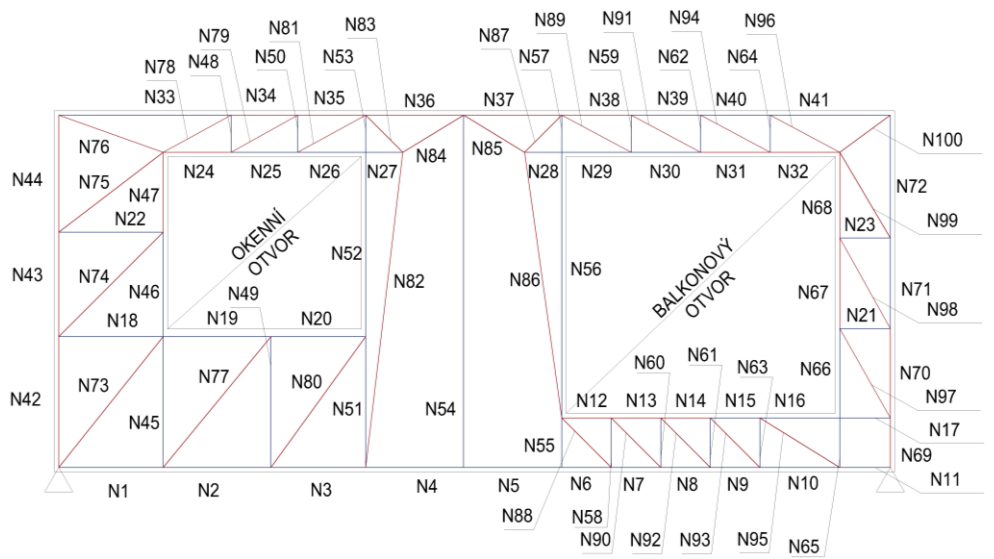 N83
N81 N94 N96
N79 N53 N87 N89 N91
N78 N48 N50 N57 N59 N62 N64
N33 N34 N35 N36 N37 N38 N39 N40 N41
N76 N84 N85 N100
N44 N75 N47 N24 N25 N26 N27 N28 N29 N30 N31 N32 N72
N22 N68 N23 N99
OKENNÍ
OTVOR
N52 N56
BALKONOVÝ
OTVOR
N43 N74 N46 N49 N82 N86 N67 N71 N98
N18 N19 N20 N21
N60 N61 N63 N66
N42 N73 N77 N80 N70 N97
N45 N51 N54 N55 N12 N13 N14 N15 N16 N17
N69
N1 N2 N3 N4 N5 N6 N7 N8 N9 N10 N11
N88 N58
N90 N92 N93 N95 N65